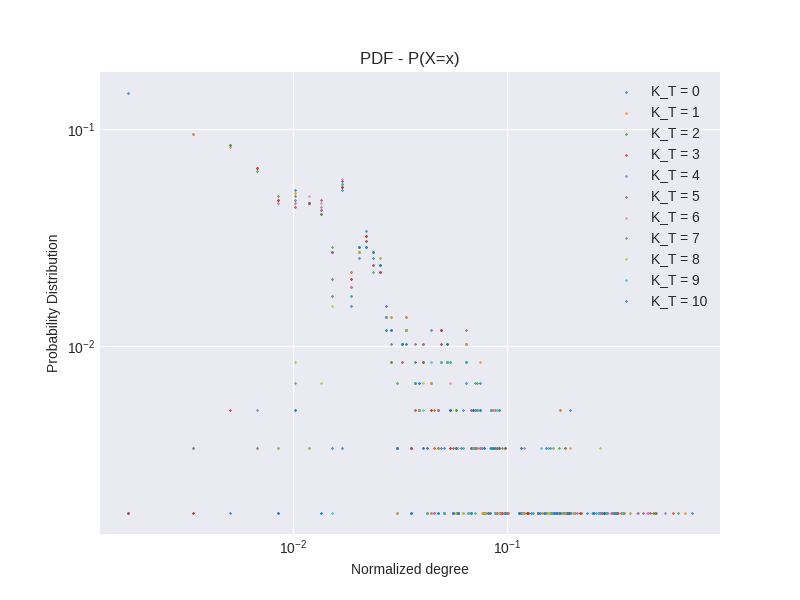 PDF - P(X=x)
10⁻¹
10⁻²
Probability Distribution
K_T = 0
K_T = 1
K_T = 2
K_T = 3
K_T = 4
K_T = 5
K_T = 6
K_T = 7
K_T = 8
K_T = 9
K_T = 10
10⁻²
10⁻¹
Normalized degree